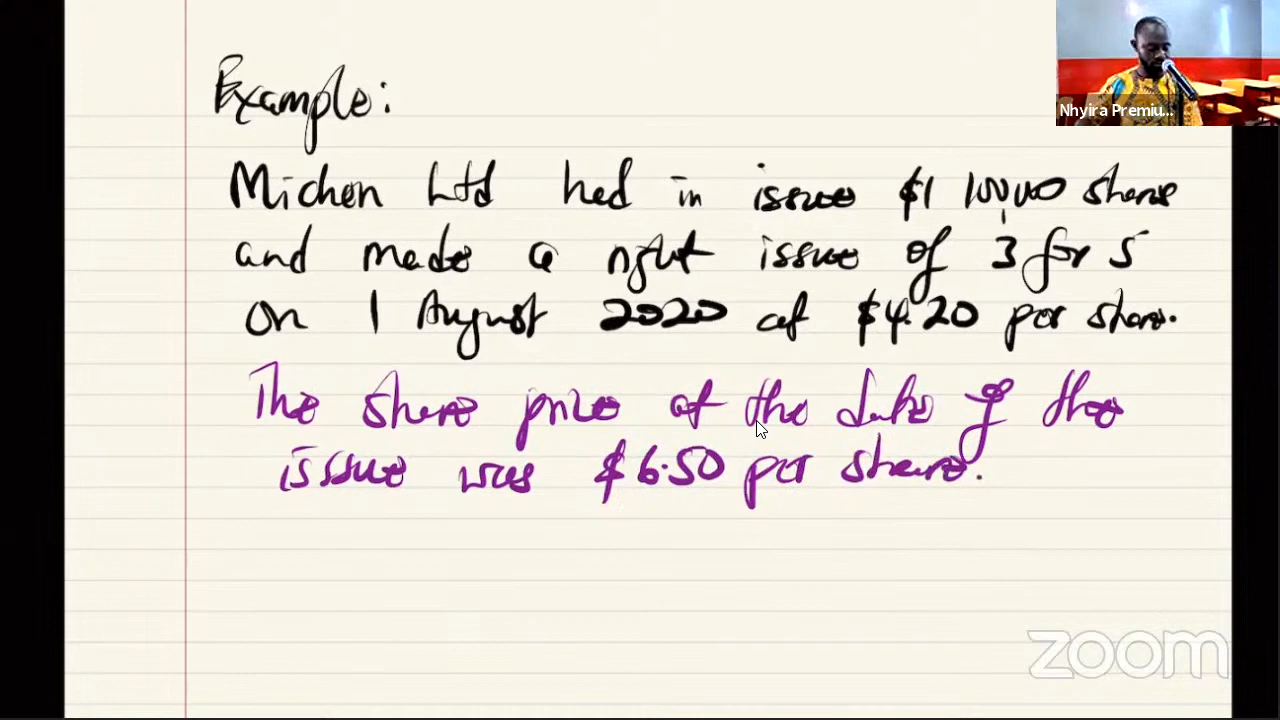 Example:
Nhyira Premiu...
Michen Ltd had in issue $1 100,000 share
and made a right issue of 3 for 5
on 1 August 2020 at $4.20 per share.
The share price at the date of the
issue was $6.50 per share.
zoom